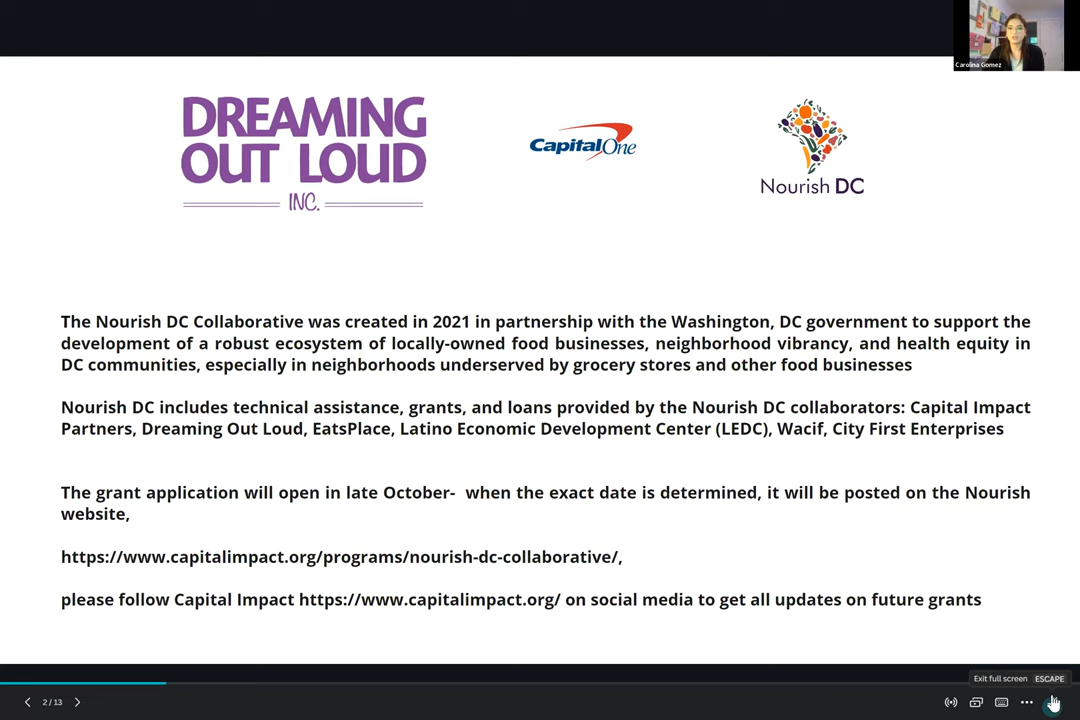 Carolina Gomez
DREAMING
OUT LOUD
INC.
CapitalOne
Nourish DC
The Nourish DC Collaborative was created in 2021 in partnership with the Washington, DC government to support the
development of a robust ecosystem of locally-owned food businesses, neighborhood vibrancy, and health equity in
DC communities, especially in neighborhoods underserved by grocery stores and other food businesses
Nourish DC includes technical assistance, grants, and loans provided by the Nourish DC collaborators: Capital Impact
Partners, Dreaming Out Loud, EatsPlace, Latino Economic Development Center (LEDC), Wacif, City First Enterprises
The grant application will open in late October-  when the exact date is determined, it will be posted on the Nourish
website,
https://www.capitalimpact.org/programs/nourish-dc-collaborative/,
please follow Capital Impact https://www.capitalimpact.org/ on social media to get all updates on future grants
Exit full screen ESCAPE
2 / 13